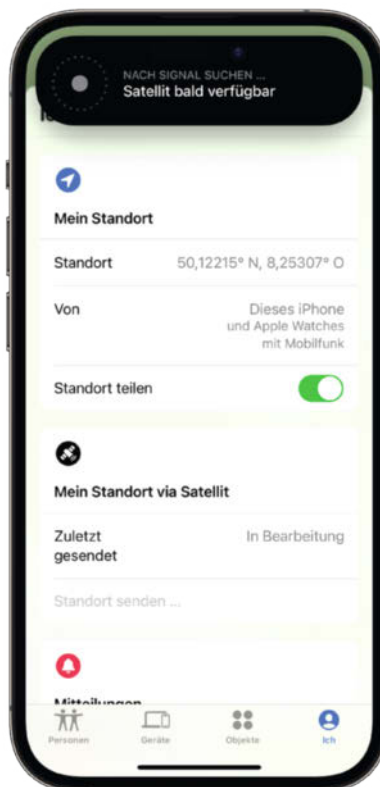 NACH SIGNAL SUCHEN ...
Satellit bald verfügbar
Mein Standort
Standort 50,12215° N, 8,25307° O
Von Dieses iPhone
und Apple Watches
mit Mobilfunk
Standort teilen
Mein Standort via Satellit
Zuletzt In Bearbeitung
gesendet
Standort senden ...
Mitteilungen
Personen Geräte Objekte Ich